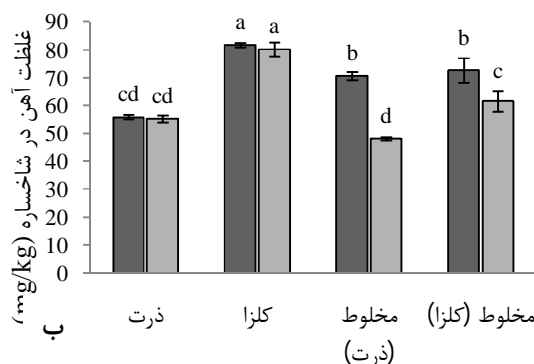 غلظت آهن در شاخساره (mg/kg)
90
80
70
60
50
40
30
20
10
0
cd cd
a a
b
d
b
c
ذرت
کلزا
مخلوط
(ذرت)
مخلوط (کلزا)
ب